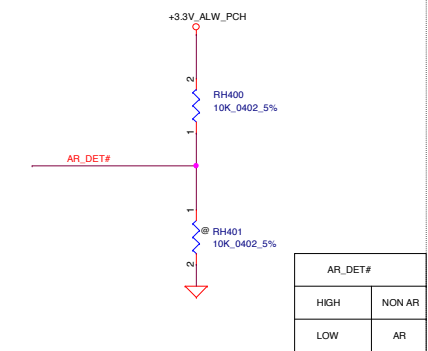 +3.3V_ALW_PCH
2
RH400
10K_0402_5%
1
AR_DET#
1
@ RH401
10K_0402_5%
2
AR_DET#
HIGH NON AR
LOW AR